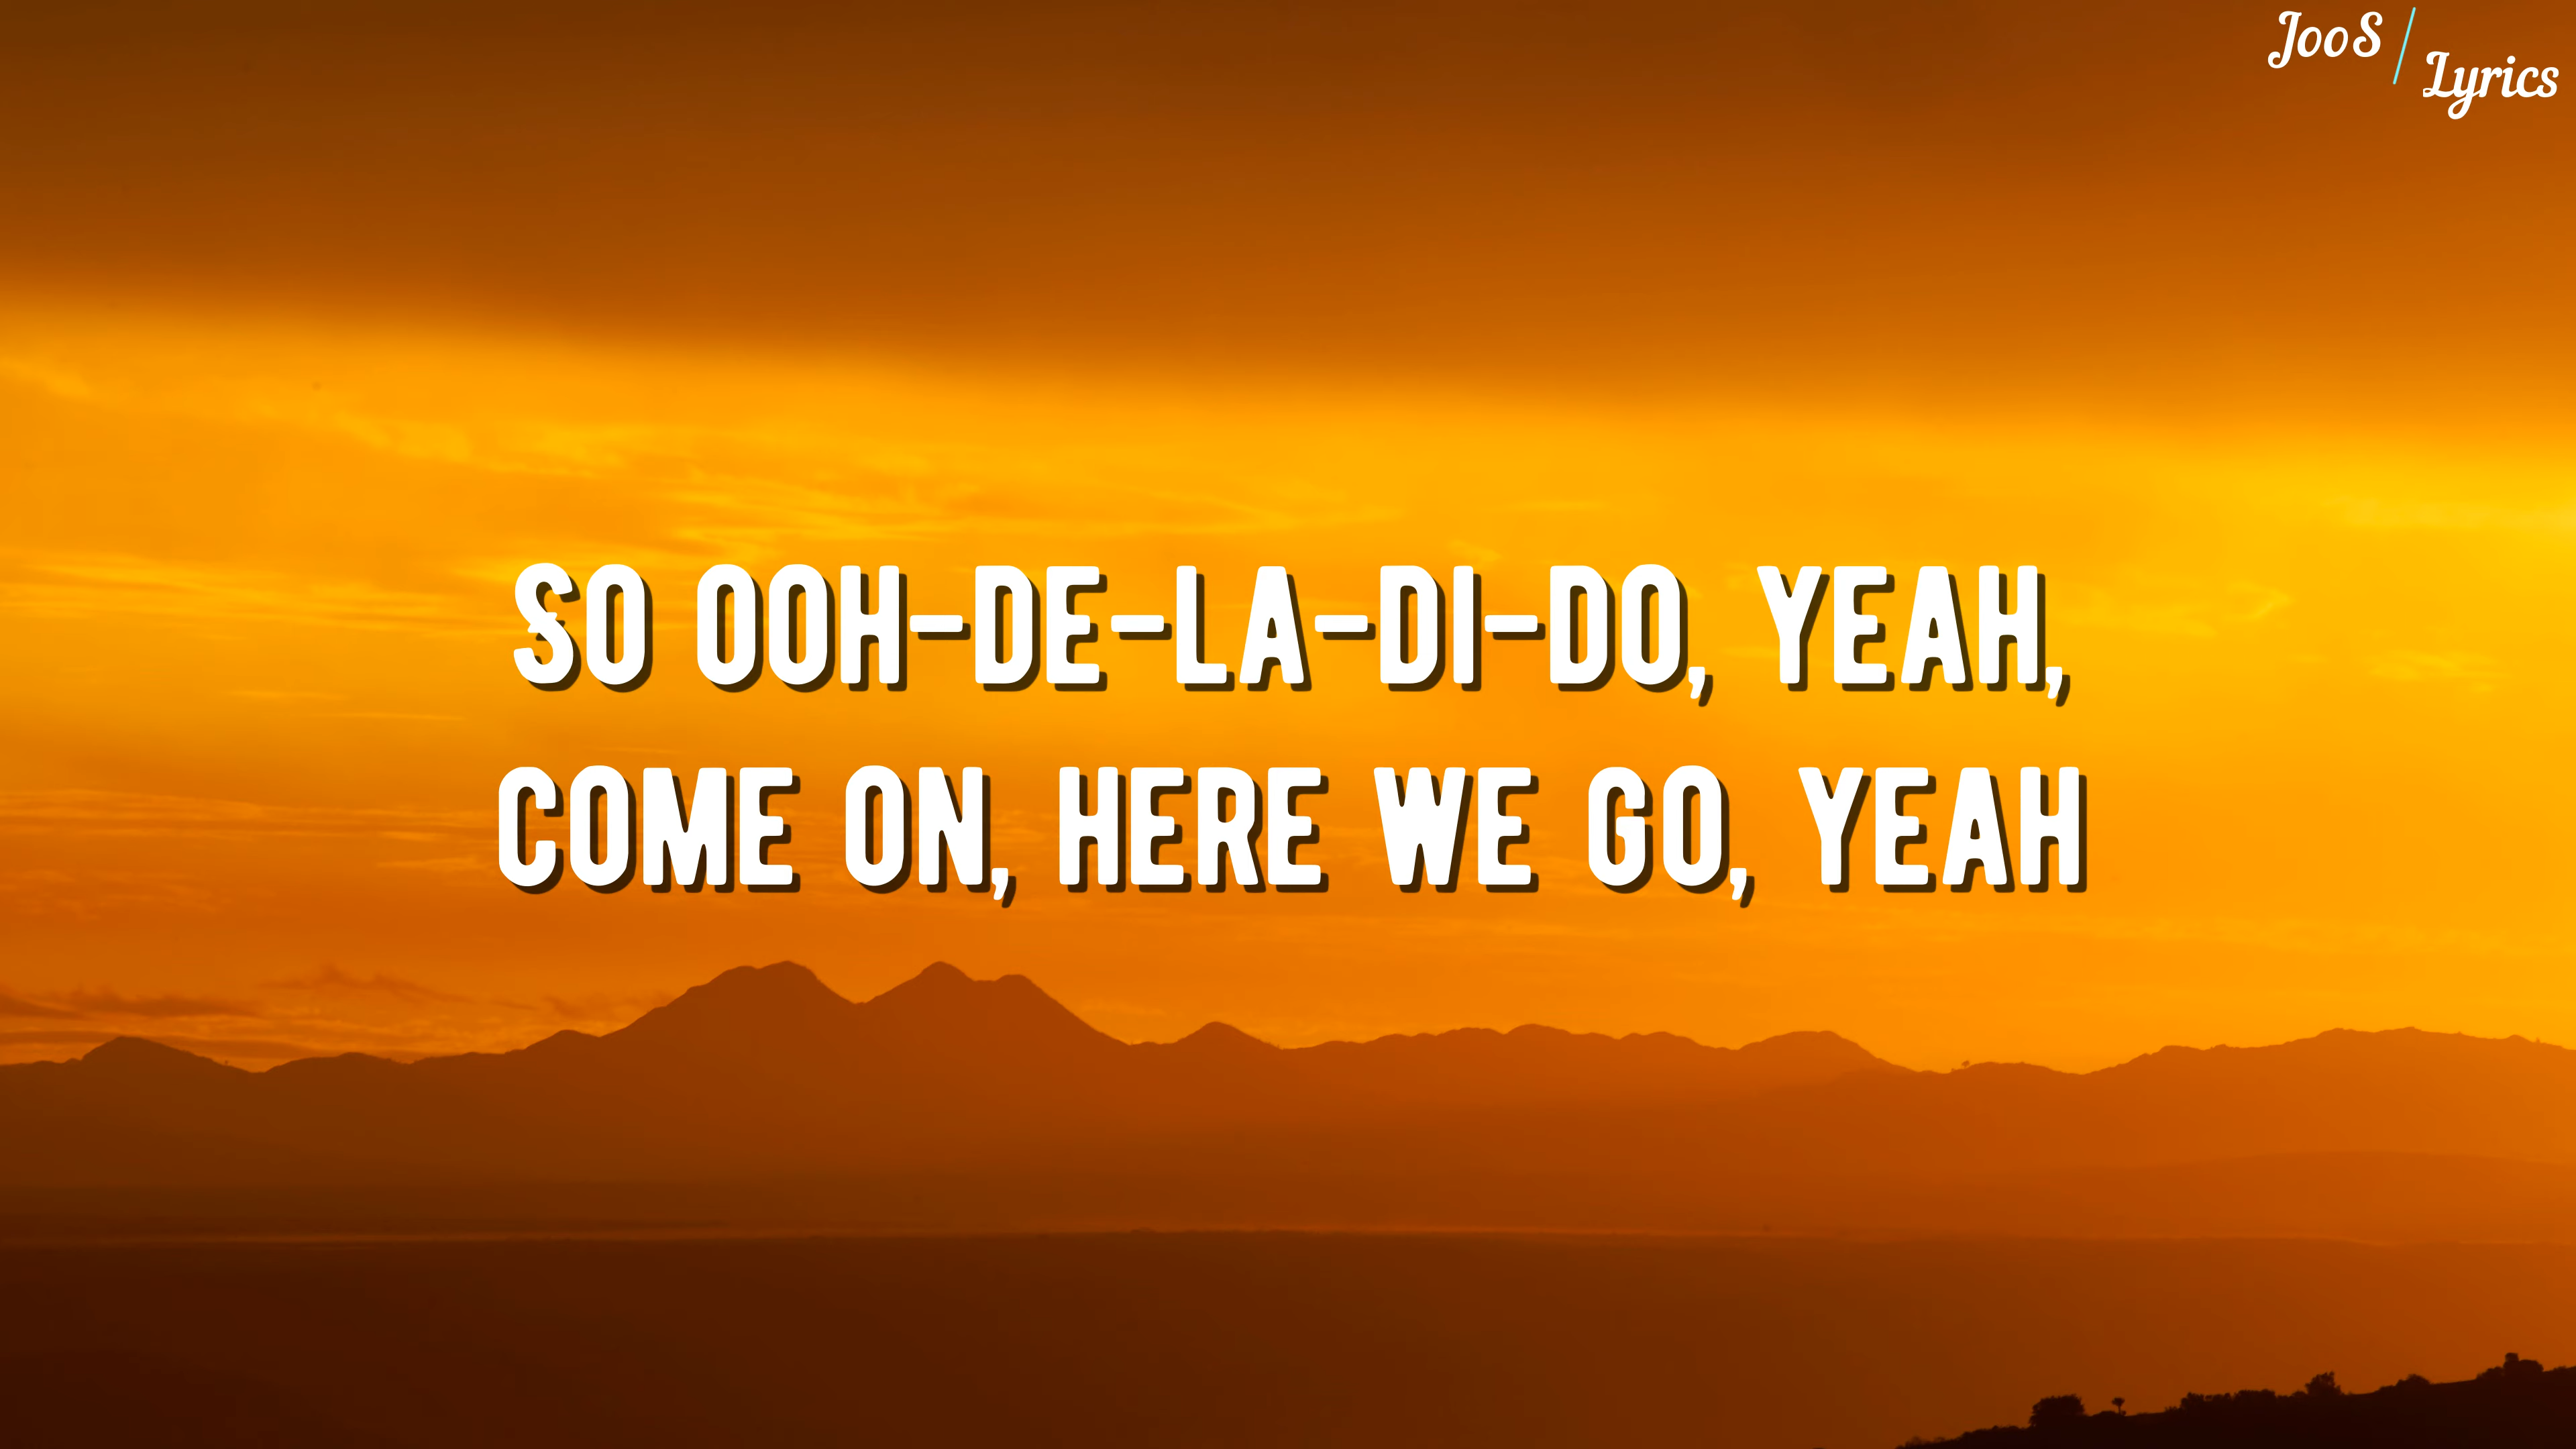 JooS / Lyrics
SO OOH-DE-LA-DI-DO, YEAH,
COME ON, HERE WE GO, YEAH